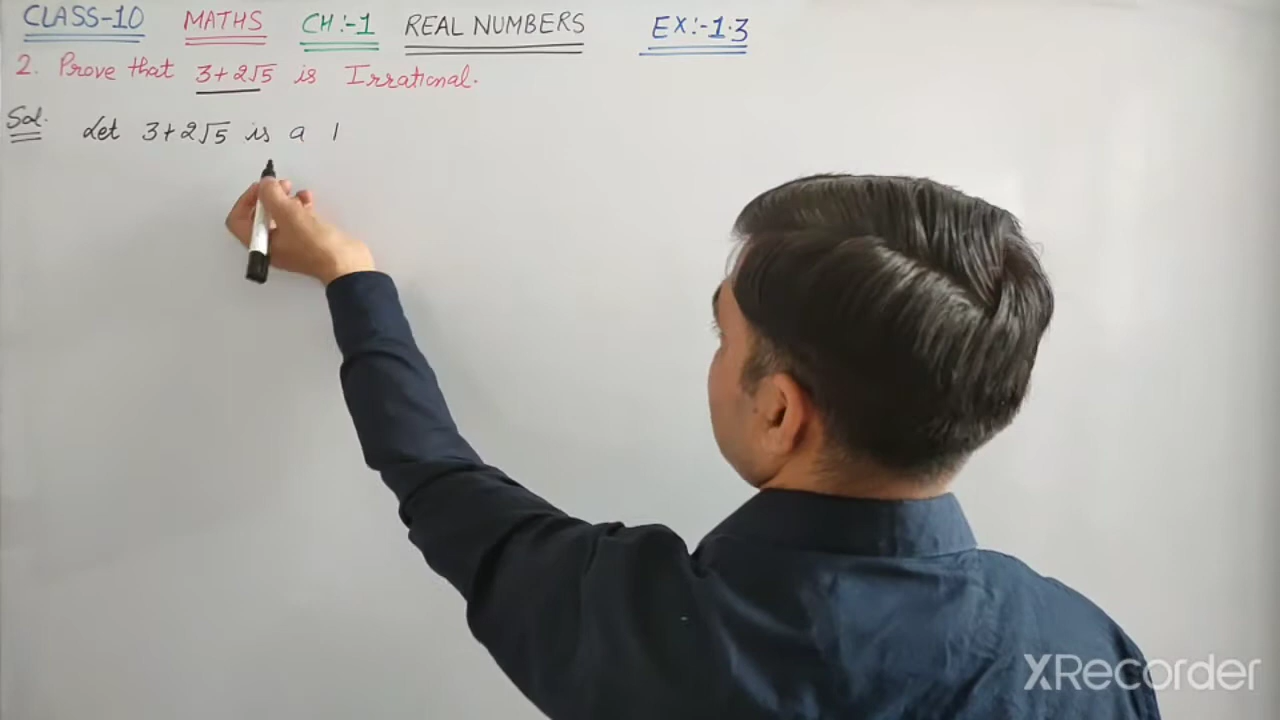 CLASS-10 MATHS CH:-1 REAL NUMBERS EX:-1.3
2. Prove that 3+2√5 is Irrational.
Sol. Let 3+2√5 is a
XRecorder